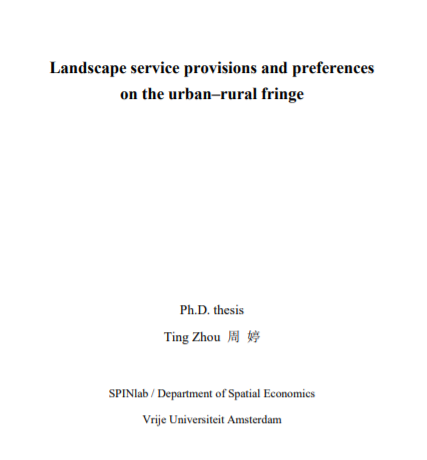 Landscape service provisions and preferences
on the urban–rural fringe
Ph.D. thesis
Ting Zhou 周 婷
SPINlab / Department of Spatial Economics
Vrije Universiteit Amsterdam